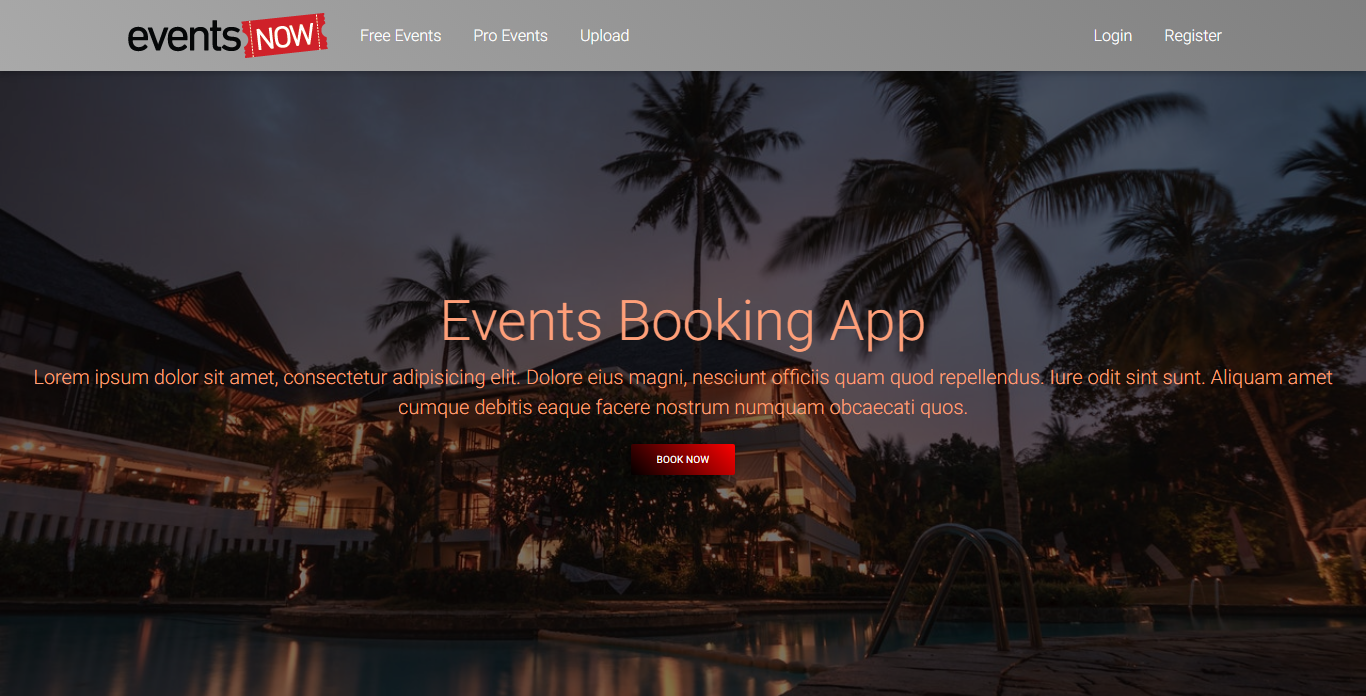 events NOW
Free Events
Pro Events
Upload
Login
Register
Events Booking App
Lorem ipsum dolor sit amet, consectetur adipisicing elit. Dolore eius magni, nesciunt officiis quam quod repellendus. Iure odit sint sunt. Aliquam amet
cumque debitis eaque facere nostrum numquam obcaecati quos.
BOOK NOW